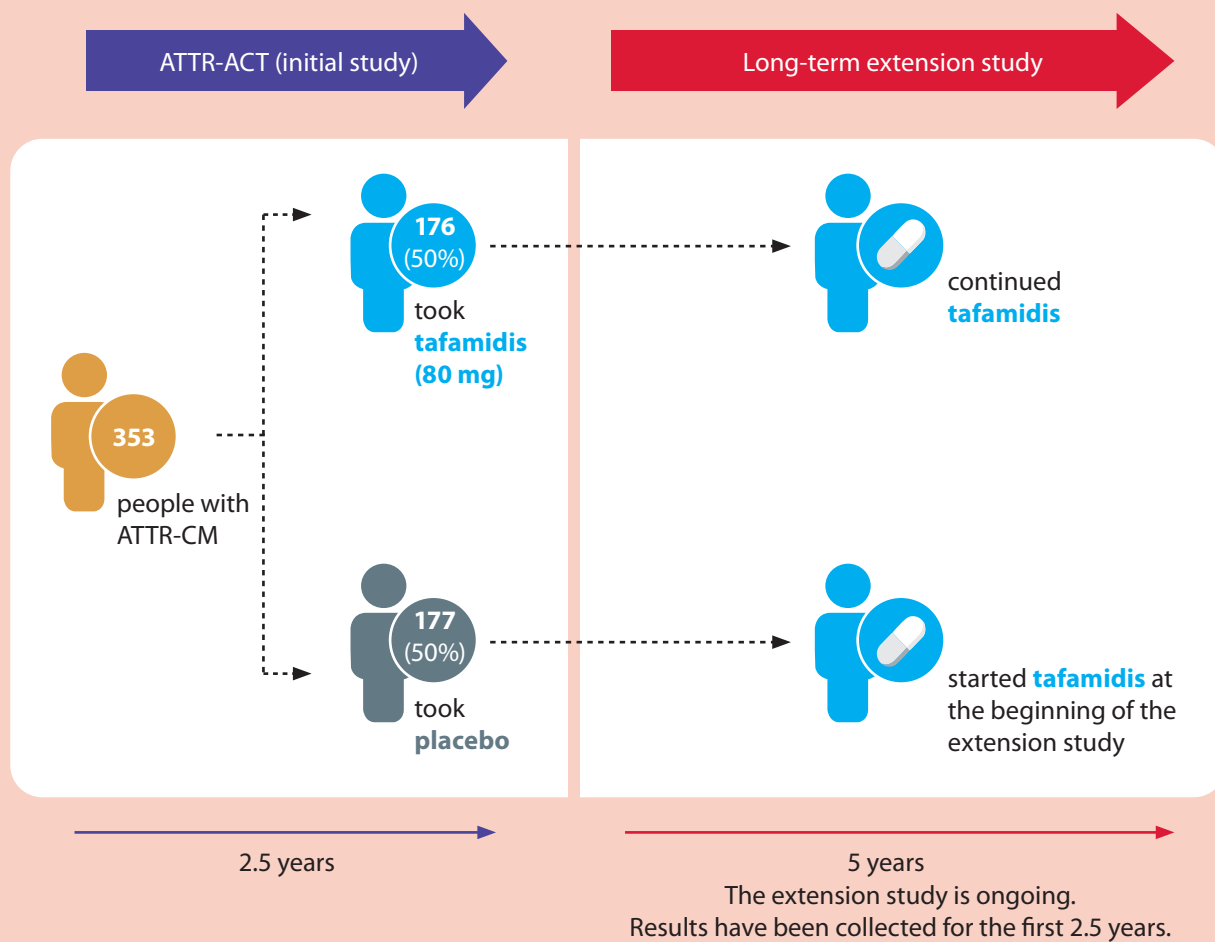 ATTR-ACT (initial study)
Long-term extension study
353
people with
ATTR-CM
176
(50%)
took
tafamidis
(80 mg)
continued
tafamidis
177
(50%)
took
placebo
started tafamidis at
the beginning of the
extension study
2.5 years
5 years
The extension study is ongoing.
Results have been collected for the first 2.5 years.